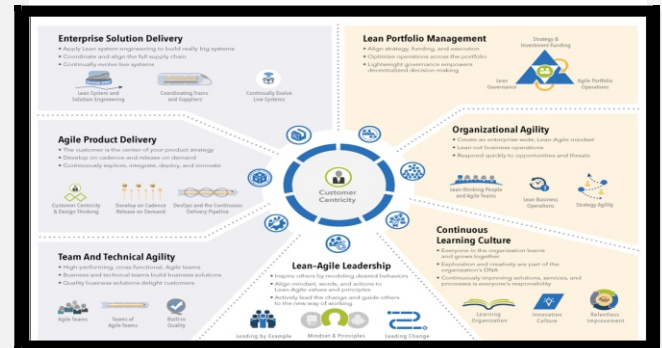 Enterprise Solution Delivery
• Apply Lean system engineering to build really big systems
• Coordinate and align the full supply chain
• Continually evolve live systems
Lean System and
Solution Engineering
Coordinating Trains
and Suppliers
Continually Evolve
Live Systems
Lean Portfolio Management
• Align strategy, funding, and execution
• Optimize operations across the portfolio
• Lightweight governance empowers
decentralized decision-making
Strategy &
Investment Funding
Lean
Governance
Agile Portfolio
Operations
Agile Product Delivery
• The customer is the center of your product strategy
• Develop on cadence and release on demand
• Continuously explore, integrate, deploy, and innovate
Customer Centricity
& Design Thinking
Develop on Cadence
Release on Demand
DevOps and the Continuous
Delivery Pipeline
Customer
Centricity
Organizational Agility
• Create an enterprise-wide, Lean-Agile mindset
• Lean out business operations
• Respond quickly to opportunities and threats
Lean-thinking People
and Agile Teams
Lean Business
Operations
Strategy Agility
Team And Technical Agility
• High-performing, cross-functional, Agile teams
• Business and technical teams build business solutions
• Quality business solutions delight customers
Agile Teams
Teams of
Agile Teams
Built-in
Quality
Lean-Agile Leadership
• Inspire others by modeling desired behaviors
• Align mindset, words, and actions to
Lean-Agile values and principles
• Actively lead the change and guide others
to the new way of working
Leading by Example
Mindset & Principles
Leading Change
Continuous
Learning Culture
• Everyone in the organization learns
and grows together
• Exploration and creativity are part of the
organization's DNA
• Continuously improving solutions, services, and
processes is everyone's responsibility
Learning
Organization
Innovation
Culture
Relentless
Improvement